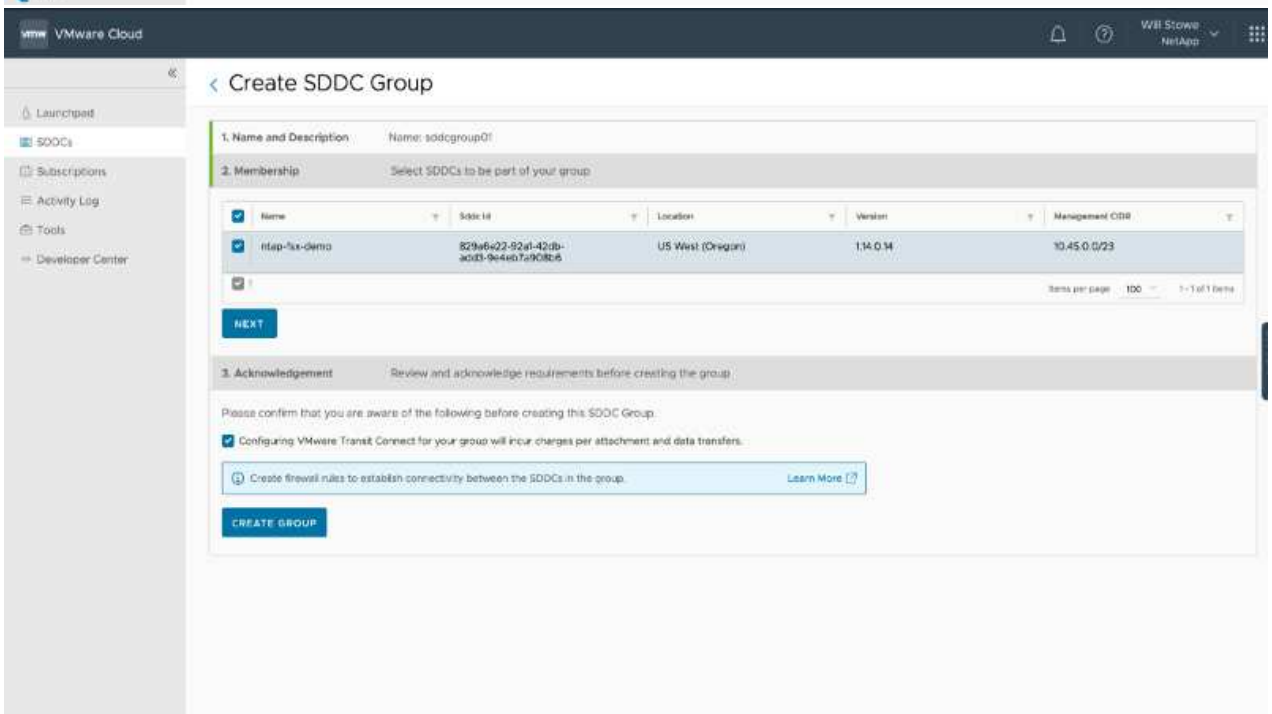 vmw VMware Cloud
Will Stowe
NetApp
Create SDDC Group
Launchpad
SDDCs
Subscriptions
Activity Log
Tools
Developer Center
1. Name and Description Name: sddcgroup01
2. Membership Select SDDCs to be part of your group
Name Sddc Id Location Version Management CIDR
ntap-fsx-demo 829a6e22-92a1-42db- US West (Oregon) 1.14.0.14 10.45.0.0/23
add3-9e4eb7a908b6
1 Items per page 100 1 - 1 of 1 items
NEXT
3. Acknowledgement Review and acknowledge requirements before creating the group
Please confirm that you are aware of the following before creating this SDDC Group.
Configuring VMware Transit Connect for your group will incur charges per attachment and data transfers.
Create firewall rules to establish connectivity between the SDDCs in the group. Learn More
CREATE GROUP